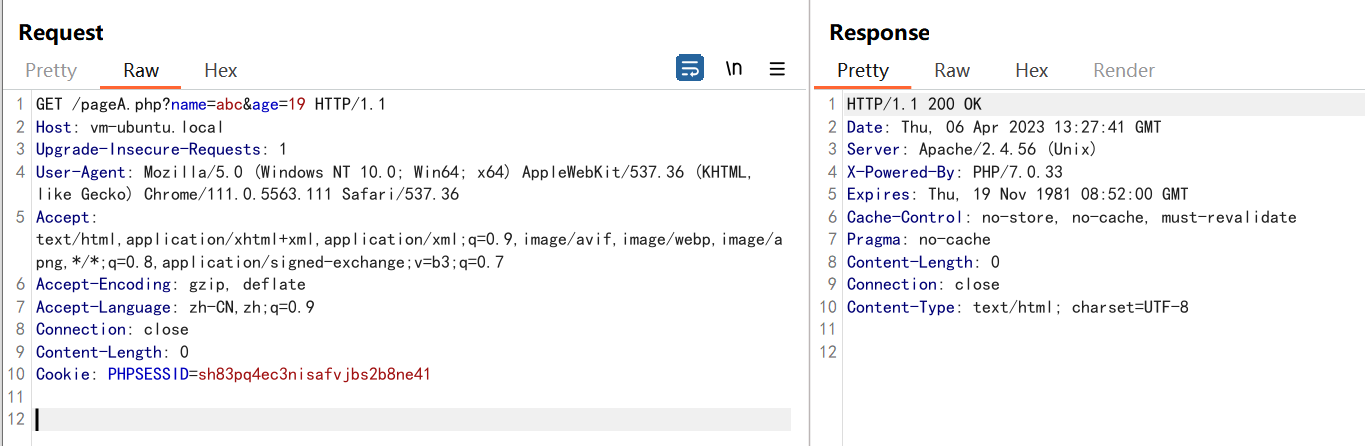 Request
Pretty Raw Hex \n
1 GET /pageA.php?name=abc&age=19 HTTP/1.1
2 Host: vm-ubuntu.local
3 Upgrade-Insecure-Requests: 1
4 User-Agent: Mozilla/5.0 (Windows NT 10.0; Win64; x64) AppleWebKit/537.36 (KHTML,
like Gecko) Chrome/111.0.5563.111 Safari/537.36
5 Accept:
text/html,application/xhtml+xml,application/xml;q=0.9,image/avif,image/webp,image/a
png,*/*;q=0.8,application/signed-exchange;v=b3;q=0.7
6 Accept-Encoding: gzip, deflate
7 Accept-Language: zh-CN,zh;q=0.9
8 Connection: close
9 Content-Length: 0
10 Cookie: PHPSESSID=sh83pq4ec3nisafvjbs2b8ne41
11
12
Response
Pretty Raw Hex Render
1 HTTP/1.1 200 OK
2 Date: Thu, 06 Apr 2023 13:27:41 GMT
3 Server: Apache/2.4.56 (Unix)
4 X-Powered-By: PHP/7.0.33
5 Expires: Thu, 19 Nov 1981 08:52:00 GMT
6 Cache-Control: no-store, no-cache, must-revalidate
7 Pragma: no-cache
8 Content-Length: 0
9 Connection: close
10 Content-Type: text/html; charset=UTF-8
11
12